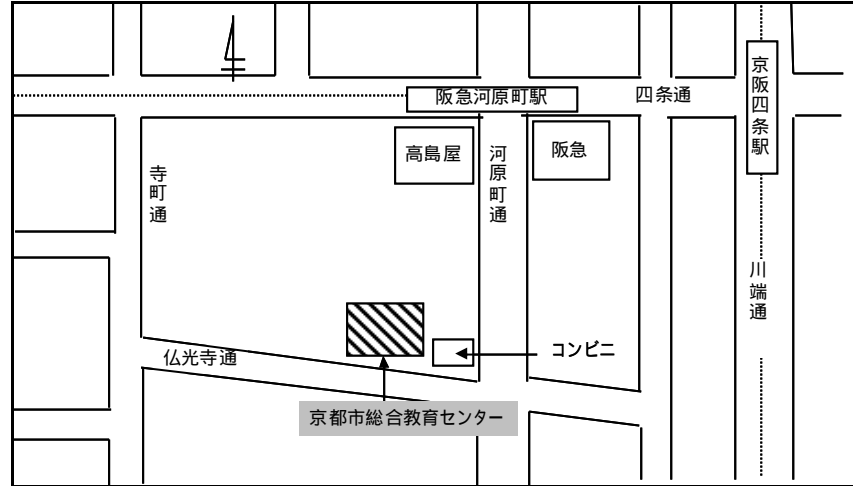 京阪四条駅
阪急河原町駅
四条通
高島屋
河原町通
阪急
寺町通
川端通
コンビニ
仏光寺通
京都市総合教育センター